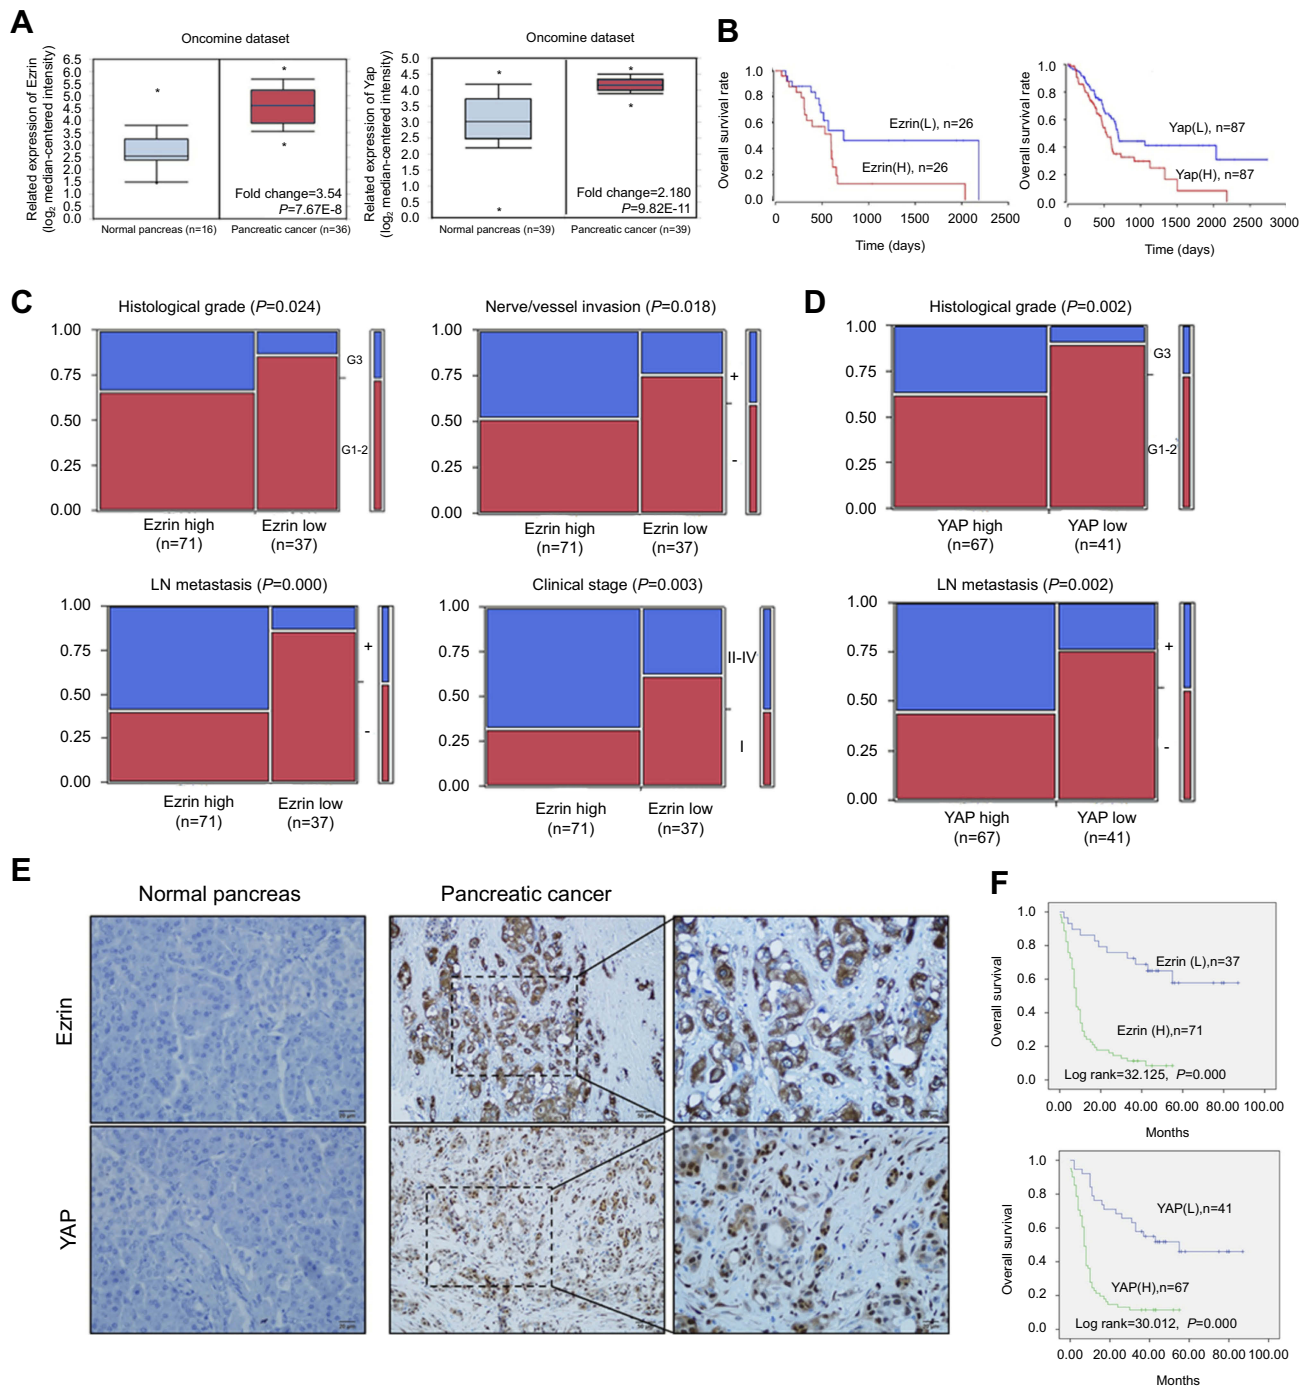 A
Oncomine dataset
Related expression of Ezrin
(log2 median-centered intensity)
6.5
6.0
5.5
5.0
4.5
4.0
3.5
3.0
2.5
2.0
1.5
1.0
0.5
0.0
*
*
*
*
Fold change=3.54
P=7.67E-8
Normal pancreas (n=16)
Pancreatic cancer (n=36)
Oncomine dataset
Related expression of Yap
(log2 median-centered intensity)
5.0
4.5
4.0
3.5
3.0
2.5
2.0
1.5
1.0
0.5
0.0
*
*
*
*
Fold change=2.180
P=9.82E-11
Normal pancreas (n=39)
Pancreatic cancer (n=39)
B
Overall survival rate
1.0
0.8
0.6
0.4
0.2
0.0
Ezrin(L), n=26
Ezrin(H), n=26
0 500 1000 1500 2000 2500
Time (days)
Overall survival rate
1.0
0.8
0.6
0.4
0.2
0.0
Yap(L), n=87
Yap(H), n=87
0 500 1000 1500 2000 2500 3000
Time (days)
C
Histological grade (P=0.024)
1.00
0.75
0.50
0.25
0.00
G3
G1-2
Ezrin high
(n=71)
Ezrin low
(n=37)
Nerve/vessel invasion (P=0.018)
1.00
0.75
0.50
0.25
0.00
+
-
Ezrin high
(n=71)
Ezrin low
(n=37)
LN metastasis (P=0.000)
1.00
0.75
0.50
0.25
0.00
+
-
Ezrin high
(n=71)
Ezrin low
(n=37)
Clinical stage (P=0.003)
1.00
0.75
0.50
0.25
0.00
II-IV
I
Ezrin high
(n=71)
Ezrin low
(n=37)
D
Histological grade (P=0.002)
1.00
0.75
0.50
0.25
0.00
G3
G1-2
YAP high
(n=67)
YAP low
(n=41)
LN metastasis (P=0.002)
1.00
0.75
0.50
0.25
0.00
+
-
YAP high
(n=67)
YAP low
(n=41)
E
Normal pancreas
Pancreatic cancer
Ezrin
YAP
F
Overall survival
1.0
0.8
0.6
0.4
0.2
0.0
Ezrin (L),n=37
Ezrin (H),n=71
Log rank=32.125, P=0.000
0.00 20.00 40.00 60.00 80.00 100.00
Months
Overall survival
1.0
0.8
0.6
0.4
0.2
0.0
YAP(L),n=41
YAP(H),n=67
Log rank=30.012, P=0.000
0.00 20.00 40.00 60.00 80.00 100.00
Months